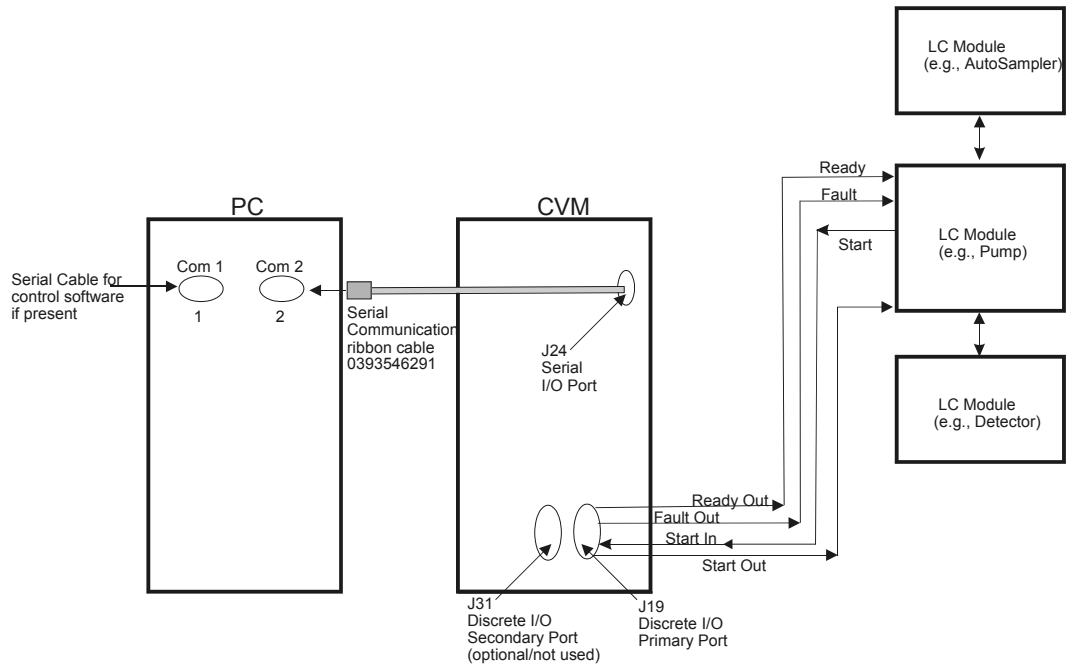 LC Module
(e.g., AutoSampler)
Ready
Fault
Start
LC Module
(e.g., Pump)
LC Module
(e.g., Detector)
PC
CVM
Serial Cable for
control software
if present
Com 1
1
Com 2
2
Serial
Communication
ribbon cable
0393546291
J24
Serial
I/O Port
Ready Out
Fault Out
Start In
Start Out
J31
Discrete I/O
Secondary Port
(optional/not used)
J19
Discrete I/O
Primary Port